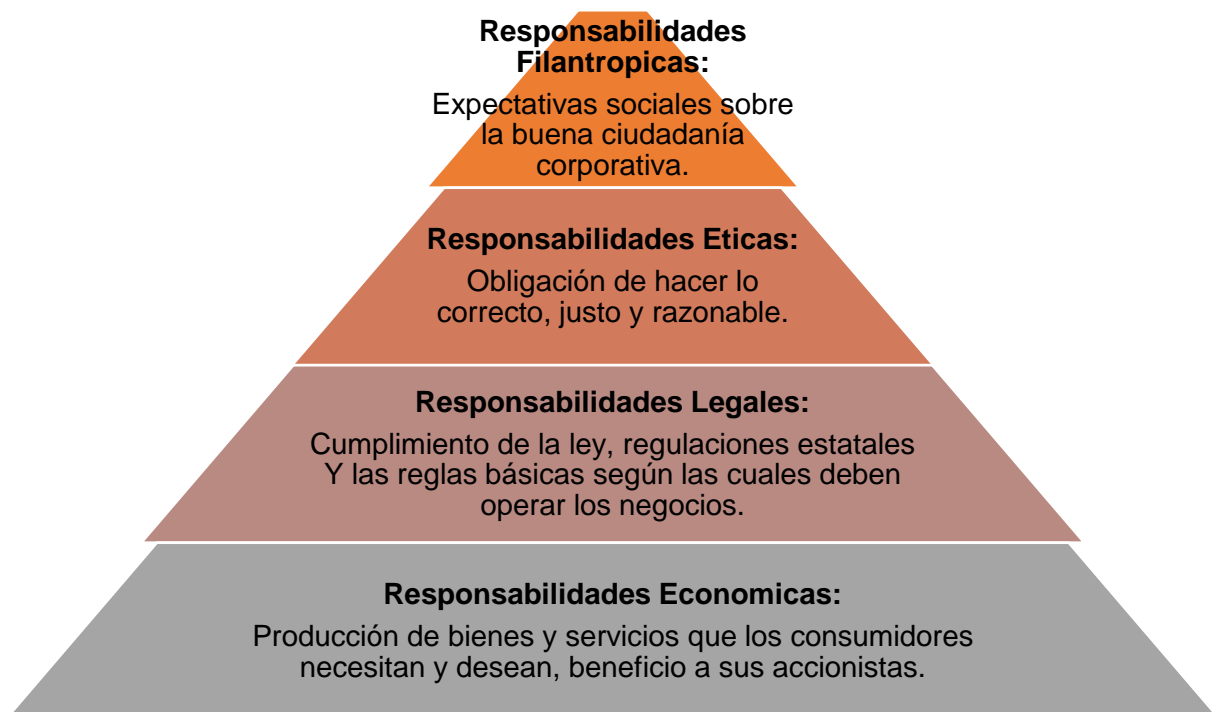 Responsabilidades
Filantropicas:
Expectativas sociales sobre
la buena ciudadanía
corporativa.
Responsabilidades Eticas:
Obligación de hacer lo
correcto, justo y razonable.
Responsabilidades Legales:
Cumplimiento de la ley, regulaciones estatales
Y las reglas básicas según las cuales deben
operar los negocios.
Responsabilidades Economicas:
Producción de bienes y servicios que los consumidores
necesitan y desean, beneficio a sus accionistas.